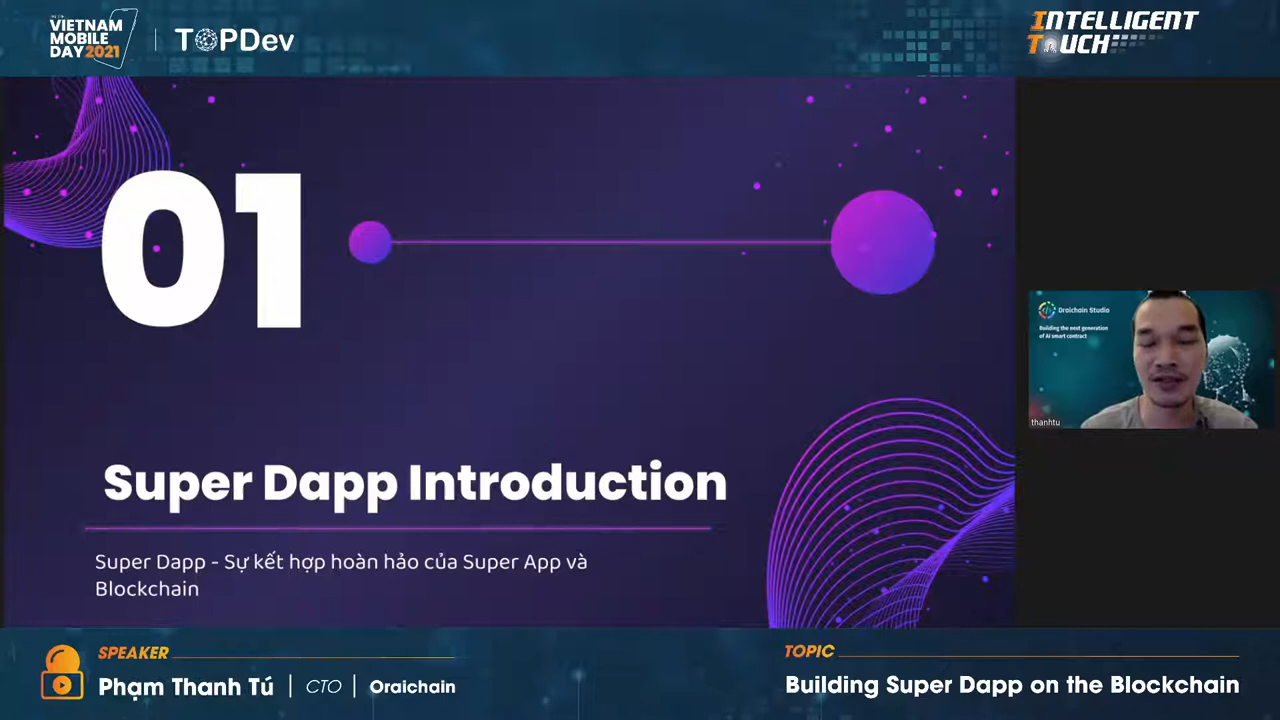 VIETNAM
MOBILE
DAY 2021
TOPDev
INTELLIGENT
TOUCH
01
Super Dapp Introduction
Super Dapp - Sự kết hợp hoàn hảo của Super App và
Blockchain
Oraichain Studio
Building the next generation
of AI smart contract
thanhtu
SPEAKER
Phạm Thanh Tú | CTO | Oraichain
TOPIC
Building Super Dapp on the Blockchain